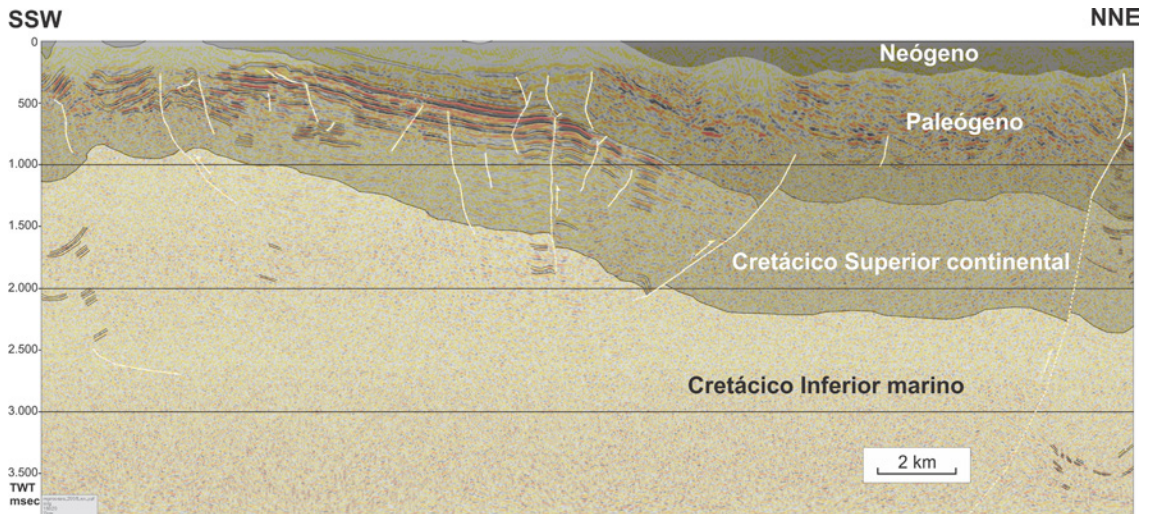 SSW
NNE
0
Neógeno
500
Paleógeno
1.000
1.500
Cretácico Superior continental
2.000
2.500
Cretácico Inferior marino
3.000
2 km
3.500
TWT
msec